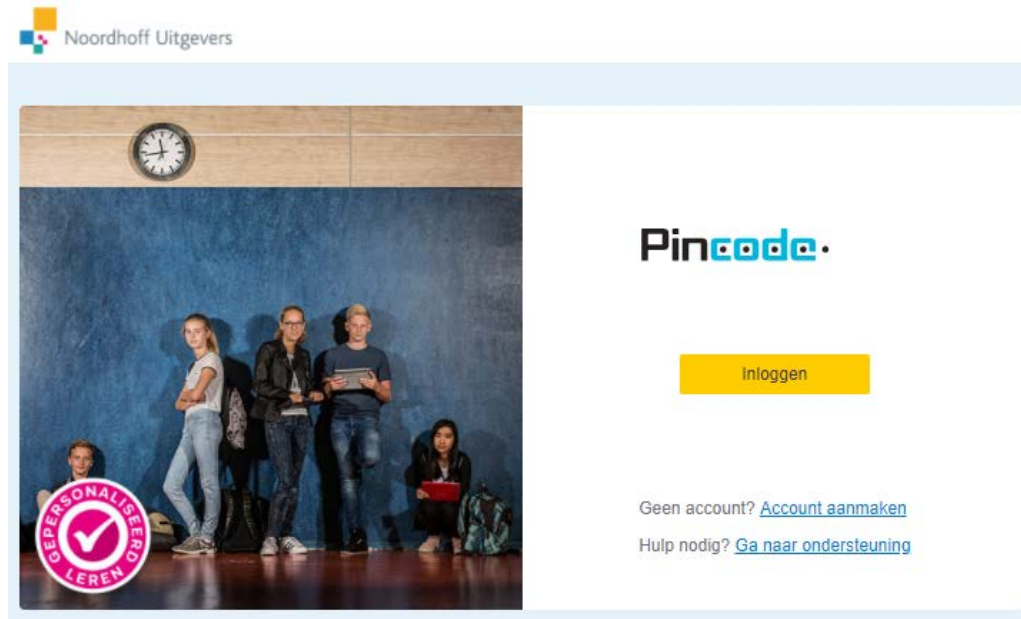 Noordhoff Uitgevers
Pincode
Inloggen
Geen account? Account aanmaken
Hulp nodig? Ga naar ondersteuning
GEPERSONALISEERD
LEREN